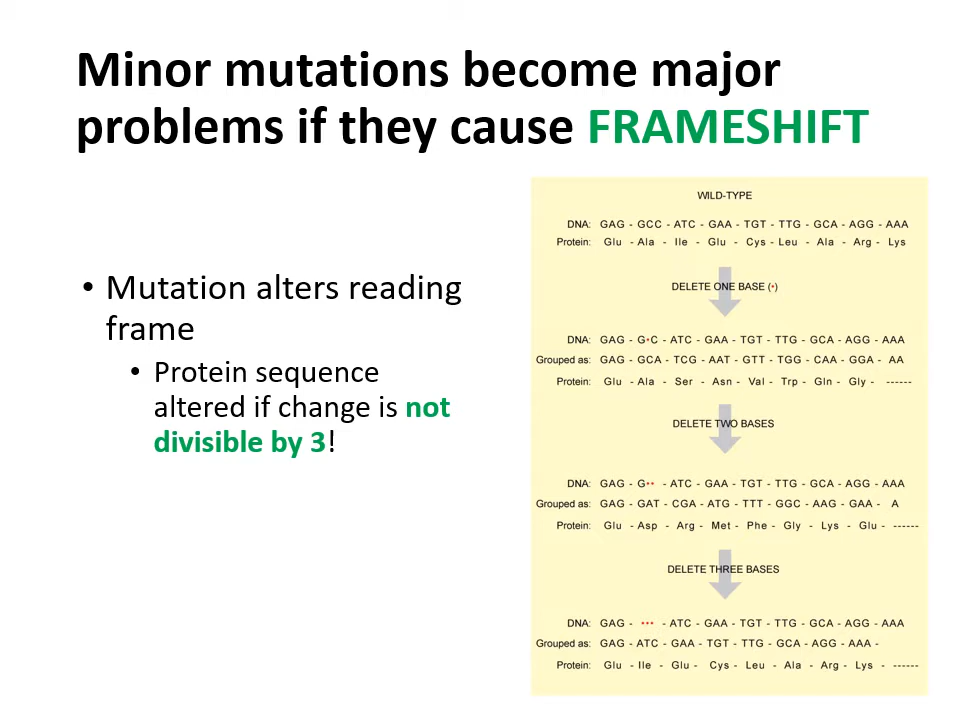 Minor mutations become major
problems if they cause FRAMESHIFT
• Mutation alters reading
frame
• Protein sequence
altered if change is not
divisible by 3!
WILD-TYPE
DNA: GAG - GCC - ATC - GAA - TGT - TTG - GCA - AGG - AAA
Protein: Glu - Ala - Ile - Glu - Cys - Leu - Ala - Arg - Lys
DELETE ONE BASE (•)
DNA: GAG - G•C - ATC - GAA - TGT - TTG - GCA - AGG - AAA
Grouped as: GAG - GCA - TCG - AAT - GTT - TGG - CAA - GGA - AA
Protein: Glu - Ala - Ser - Asn - Val - Trp - Gln - Gly - ------
DELETE TWO BASES
DNA: GAG - G•• - ATC - GAA - TGT - TTG - GCA - AGG - AAA
Grouped as: GAG - GAT - CGA - ATG - TTT - GGC - AAG - GAA - A
Protein: Glu - Asp - Arg - Met - Phe - Gly - Lys - Glu - ------
DELETE THREE BASES
DNA: GAG - ••• - ATC - GAA - TGT - TTG - GCA - AGG - AAA
Grouped as: GAG - ATC - GAA - TGT - TTG - GCA - AGG - AAA -
Protein: Glu - Ile - Glu - Cys - Leu - Ala - Arg - Lys - ------